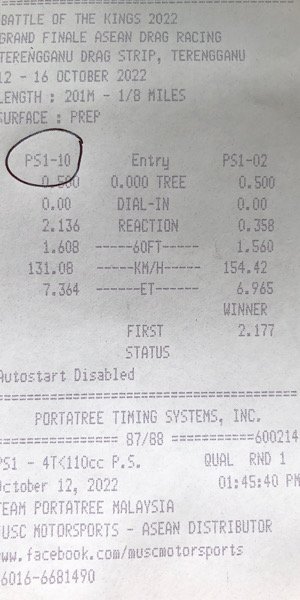 BATTLE OF THE KINGS 2022
GRAND FINALE ASEAN DRAG RACING
TERENGGANU DRAG STRIP, TERENGGANU
12 - 16 OCTOBER 2022
LENGTH : 201M - 1/8 MILES
SURFACE : PREP
PS1-10 Entry PS1-02
0.500 0.000 TREE 0.500
0.00 DIAL-IN 0.00
2.136 REACTION 0.358
1.608 -----60FT----- 1.560
131.08 -----KM/H----- 154.42
7.364 ------ET------ 6.965
WINNER
FIRST 2.177
STATUS
Autostart Disabled
PORTATREE TIMING SYSTEMS, INC.
============== 87/88 ===========600214
PS1 - 4T<110cc P.S. QUAL RND 1
October 12, 2022 01:45:40 PM
TEAM PORTATREE MALAYSIA
MUSC MOTORSPORTS - ASEAN DISTRIBUTOR
www.facebook.com/muscmotorsports
6016-6681490